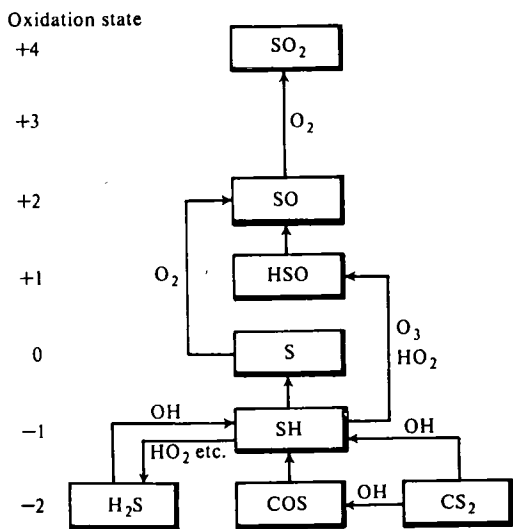 Oxidation state
+4
SO₂
+3
O₂
+2
SO
+1
O₂
HSO
O₃
HO₂
0
S
OH
OH
-1
SH
HO₂ etc.
OH
-2
H₂S
COS
CS₂